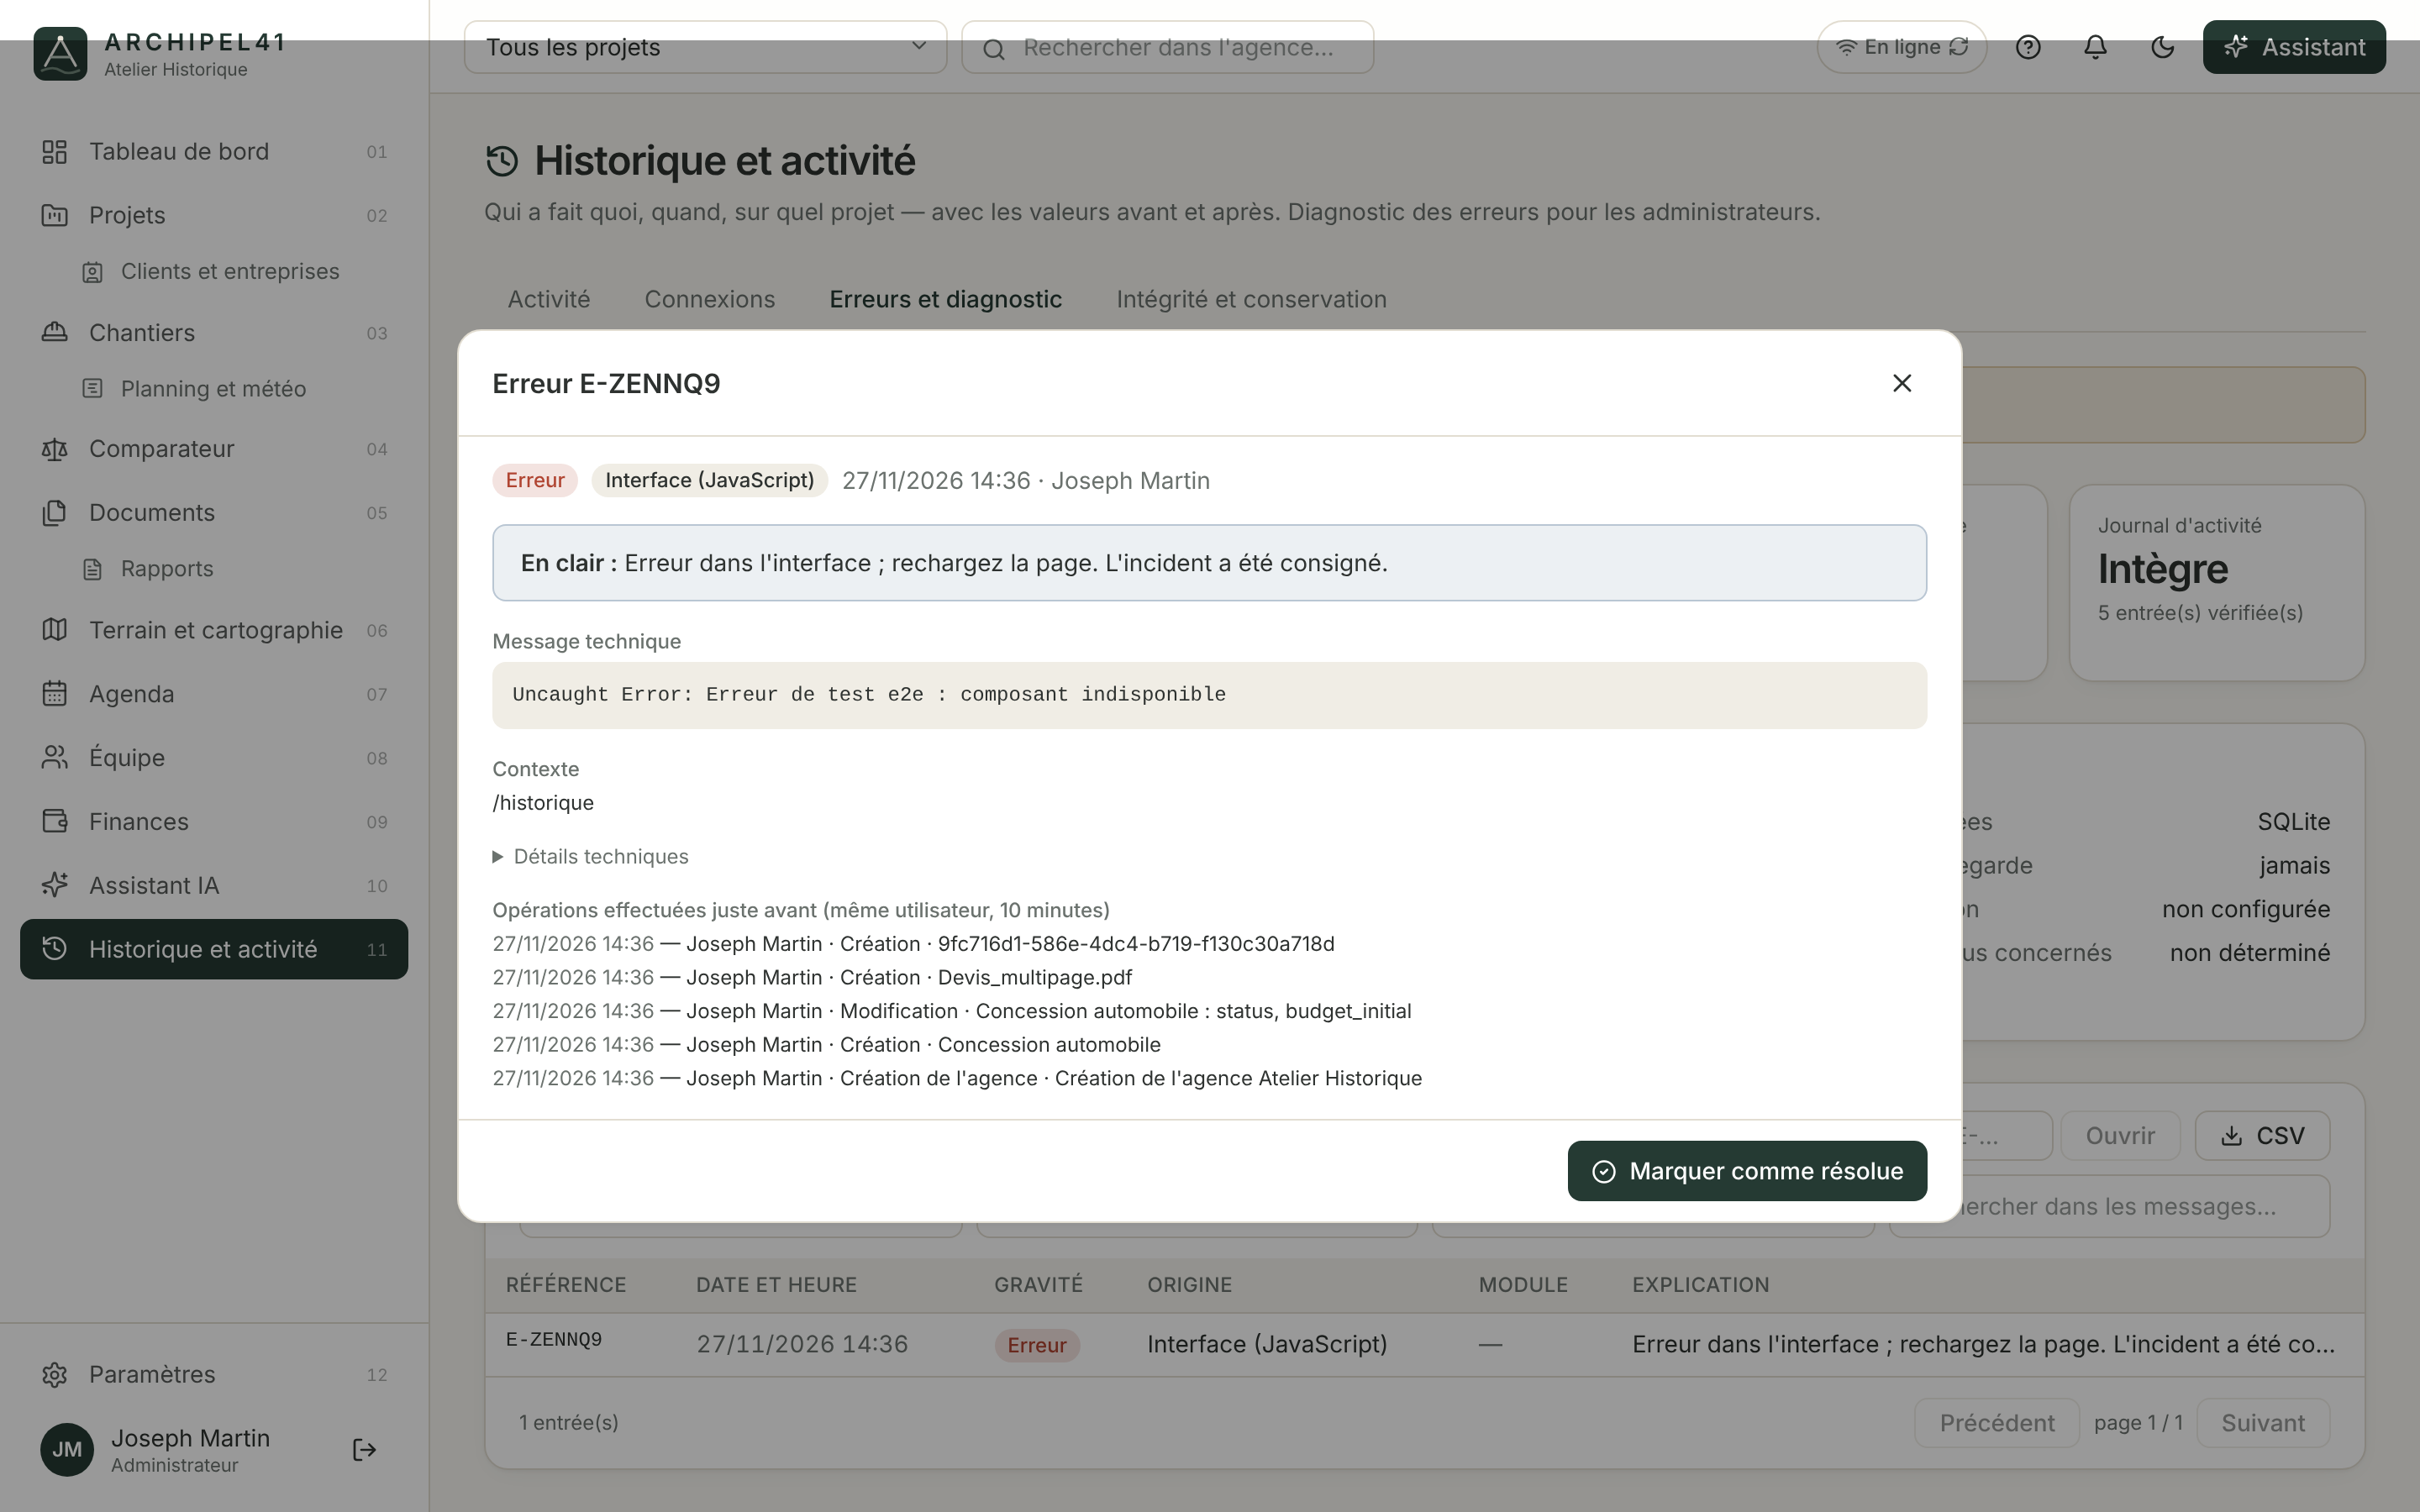 ARCHIPEL41
Atelier Historique
Tous les projets
Rechercher dans l'agence...
En ligne
Assistant
Tableau de bord 01
Projets 02
Clients et entreprises
Chantiers 03
Planning et météo
Comparateur 04
Documents 05
Rapports
Terrain et cartographie 06
Agenda 07
Équipe 08
Finances 09
Assistant IA 10
Historique et activité 11
Paramètres 12
JM
Joseph Martin
Administrateur
Historique et activité
Qui a fait quoi, quand, sur quel projet — avec les valeurs avant et après. Diagnostic des erreurs pour les administrateurs.
Activité Connexions Erreurs et diagnostic Intégrité et conservation
Erreur E-ZENNQ9
Erreur Interface (JavaScript) 27/11/2026 14:36 · Joseph Martin
En clair : Erreur dans l'interface ; rechargez la page. L'incident a été consigné.
Message technique
Uncaught Error: Erreur de test e2e : composant indisponible
Contexte
/historique
Détails techniques
Opérations effectuées juste avant (même utilisateur, 10 minutes)
27/11/2026 14:36 — Joseph Martin · Création · 9fc716d1-586e-4dc4-b719-f130c30a718d
27/11/2026 14:36 — Joseph Martin · Création · Devis_multipage.pdf
27/11/2026 14:36 — Joseph Martin · Modification · Concession automobile : status, budget_initial
27/11/2026 14:36 — Joseph Martin · Création · Concession automobile
27/11/2026 14:36 — Joseph Martin · Création de l'agence · Création de l'agence Atelier Historique
Marquer comme résolue
Journal d'activité
Intègre
5 entrée(s) vérifiée(s)
SQLite
jamais
non configurée
us concernés non déterminé
Ouvrir CSV
dans les messages...
RÉFÉRENCE DATE ET HEURE GRAVITÉ ORIGINE MODULE EXPLICATION
E-ZENNQ9 27/11/2026 14:36 Erreur Interface (JavaScript) — Erreur dans l'interface ; rechargez la page. L'incident a été co...
1 entrée(s)
Précédent page 1 / 1 Suivant